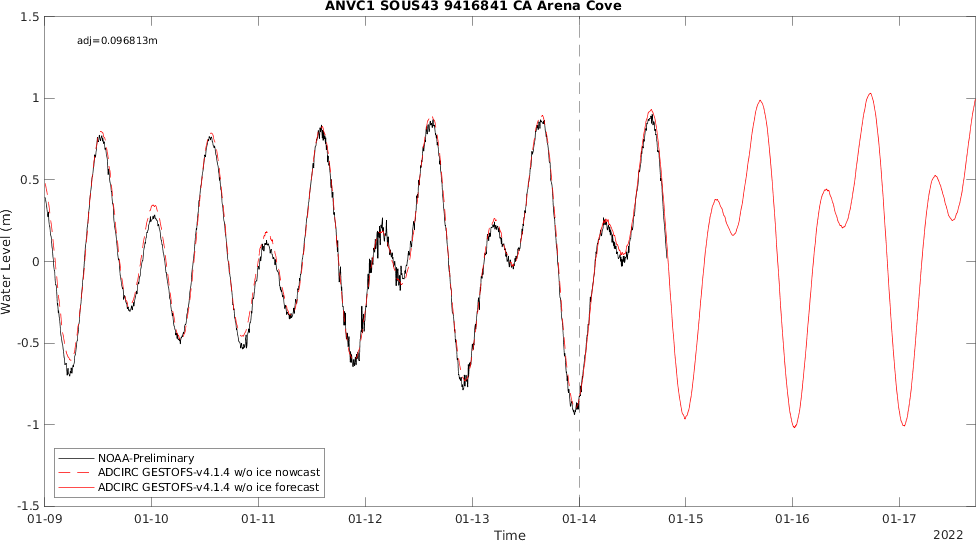 ANVC1 SOUS43 9416841 CA Arena Cove
adj=0.096813m
1.5
1
0.5
0
-0.5
-1
-1.5
Water Level (m)
NOAA-Preliminary
ADCIRC GESTOFS-v4.1.4 w/o ice nowcast
ADCIRC GESTOFS-v4.1.4 w/o ice forecast
01-09 01-10 01-11 01-12 01-13 01-14 01-15 01-16 01-17
Time
2022